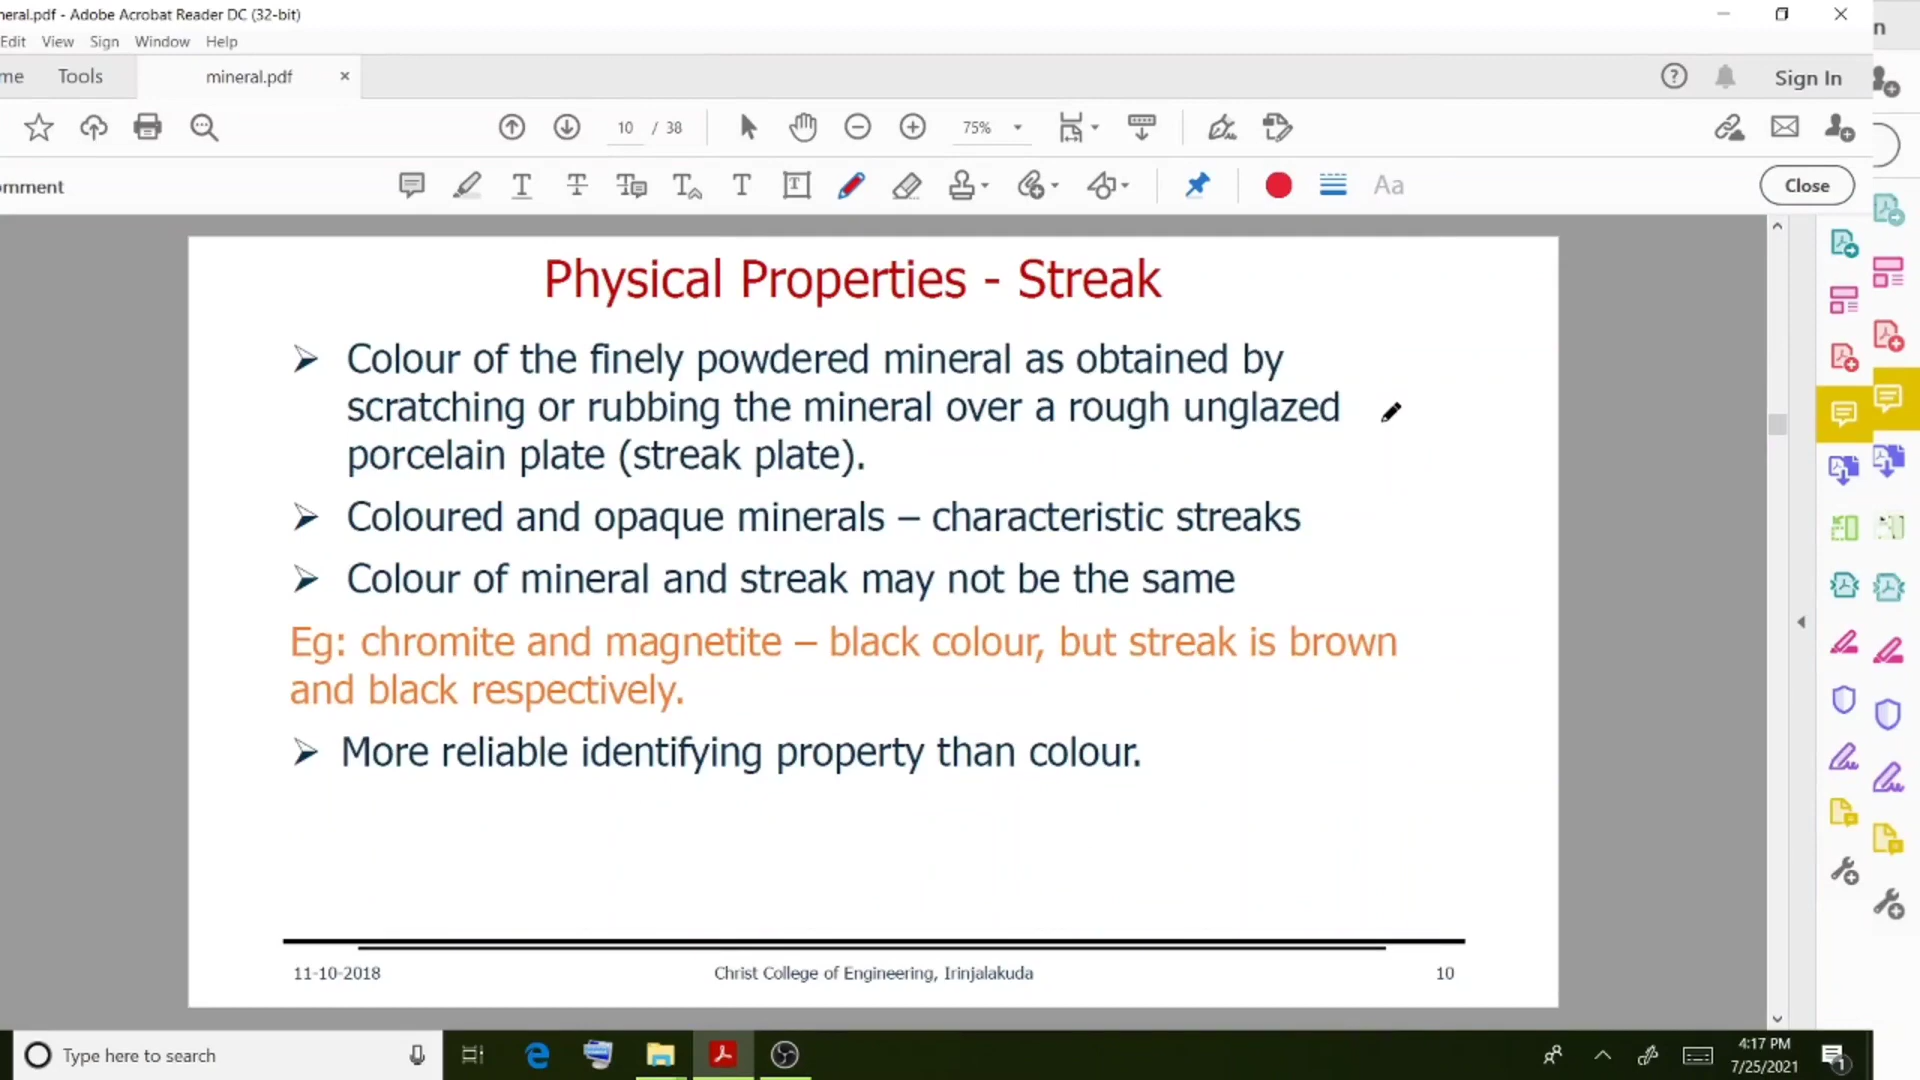 neral.pdf - Adobe Acrobat Reader DC (32-bit)
Edit View Sign Window Help
me Tools mineral.pdf Sign In
10 / 38 75%
omment Aa Close
Physical Properties - Streak
➢ Colour of the finely powdered mineral as obtained by
scratching or rubbing the mineral over a rough unglazed
porcelain plate (streak plate).
➢ Coloured and opaque minerals – characteristic streaks
➢ Colour of mineral and streak may not be the same
Eg: chromite and magnetite – black colour, but streak is brown
and black respectively.
➢ More reliable identifying property than colour.
11-10-2018 Christ College of Engineering, Irinjalakuda 10
Type here to search
4:17 PM
7/25/2021
1